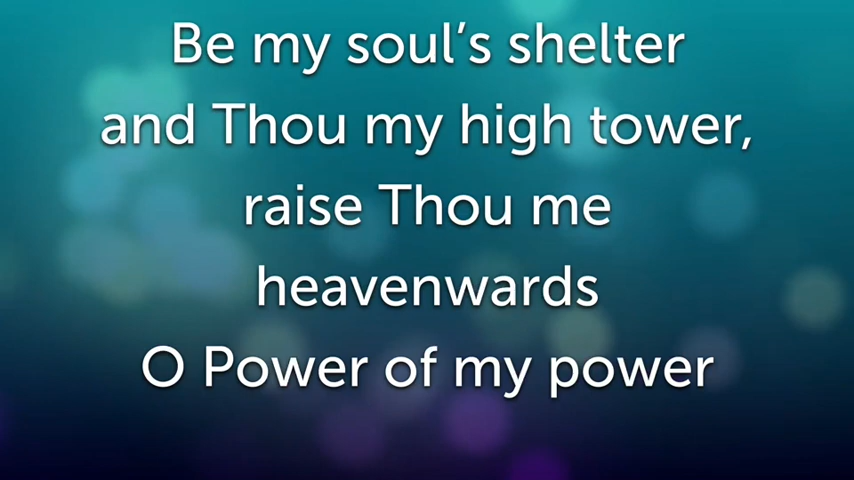 Be my soul’s shelter
and Thou my high tower,
raise Thou me
heavenwards
O Power of my power